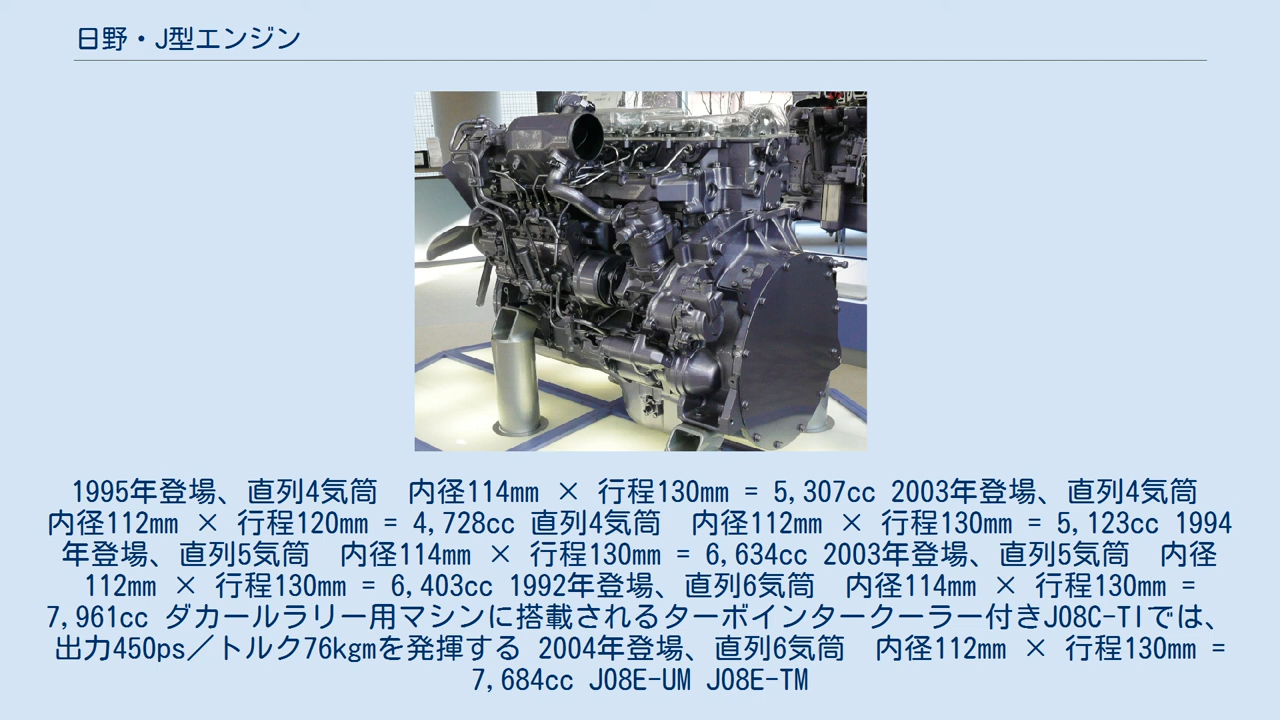 日野・J型エンジン
1995年登場、直列4気筒　内径114mm × 行程130mm = 5,307cc 2003年登場、直列4気筒
内径112mm × 行程120mm = 4,728cc 直列4気筒　内径112mm × 行程130mm = 5,123cc 1994
年登場、直列5気筒　内径114mm × 行程130mm = 6,634cc 2003年登場、直列5気筒　内径
112mm × 行程130mm = 6,403cc 1992年登場、直列6気筒　内径114mm × 行程130mm =
7,961cc ダカールラリー用マシンに搭載されるターボインタークーラー付きJ08C-TIでは、
出力450ps／トルク76kgmを発揮する 2004年登場、直列6気筒　内径112mm × 行程130mm =
7,684cc J08E-UM J08E-TM